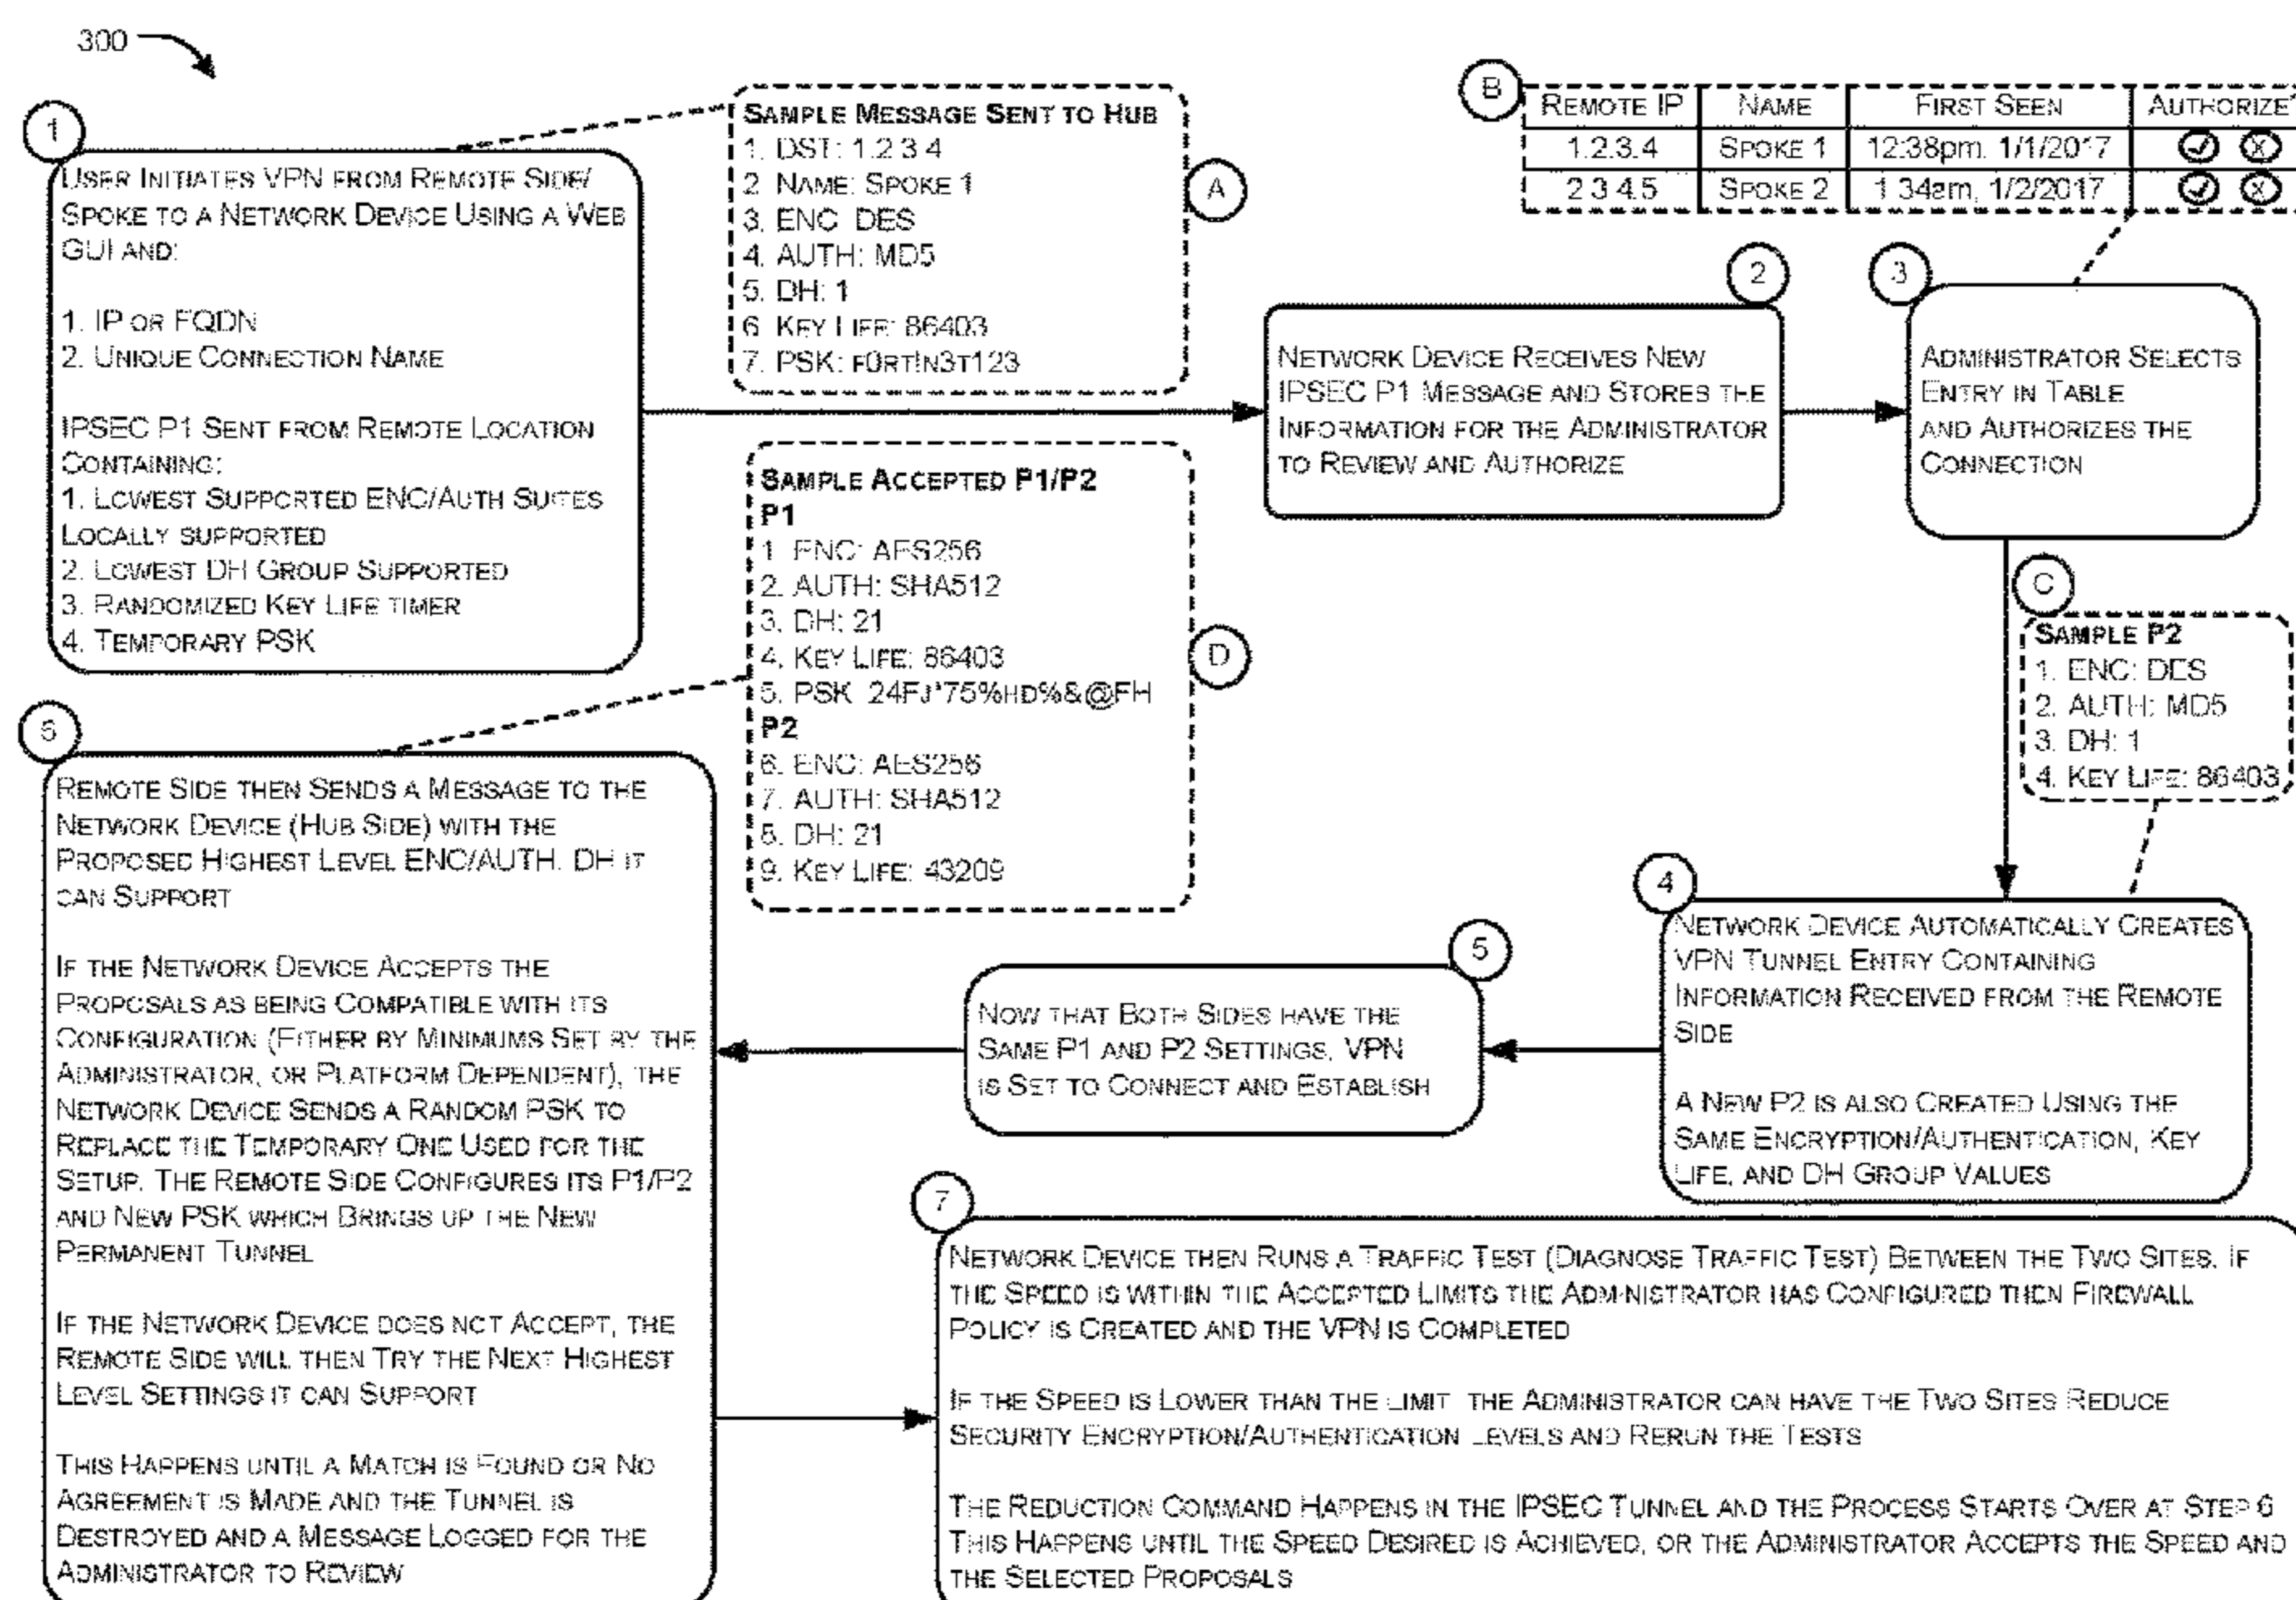 300
1
USER INITIATES VPN FROM REMOTE SIDE/
SPOKE TO A NETWORK DEVICE USING A WEB
GUI AND:
1. IP OR FQDN
2. UNIQUE CONNECTION NAME
IPSEC P1 SENT FROM REMOTE LOCATION
CONTAINING:
1. LOWEST SUPPORTED ENC/AUTH SUITES
LOCALLY SUPPORTED
2. LOWEST DH GROUP SUPPORTED
3. RANDOMIZED KEY LIFE TIMER
4. TEMPORARY PSK
SAMPLE MESSAGE SENT TO HUB
1. DST: 1.2.3.4
2. NAME: SPOKE 1
3. ENC DES
4. AUTH: MD5
5. DH: 1
6 KEY LIFE: 86403
7. PSK: F0RT!N3T123
A
B
REMOTE IP NAME FIRST SEEN AUTHORIZE
1.2.3.4 SPOKE 1 12:38pm, 1/1/2017
2.3.4.5 SPOKE 2 1:34am, 1/2/2017
2
NETWORK DEVICE RECEIVES NEW
IPSEC P1 MESSAGE AND STORES THE
INFORMATION FOR THE ADMINISTRATOR
TO REVIEW AND AUTHORIZE
3
ADMINISTRATOR SELECTS
ENTRY IN TABLE
AND AUTHORIZES THE
CONNECTION
C
SAMPLE P2
1. ENC: DES
2. AUTH: MD5
3. DH: 1
4. KEY LIFE: 86403
4
NETWORK DEVICE AUTOMATICALLY CREATES
VPN TUNNEL ENTRY CONTAINING
INFORMATION RECEIVED FROM THE REMOTE
SIDE
A NEW P2 IS ALSO CREATED USING THE
SAME ENCRYPTION/AUTHENTICATION, KEY
LIFE, AND DH GROUP VALUES
5
NOW THAT BOTH SIDES HAVE THE
SAME P1 AND P2 SETTINGS, VPN
IS SET TO CONNECT AND ESTABLISH
SAMPLE ACCEPTED P1/P2
P1
1 ENC: AES256
2. AUTH: SHA512
3. DH: 21
4. KEY LIFE: 86403
5. PSK 24FJ*75%HD%&@FH
P2
6. ENC: AES256
7. AUTH: SHA512
8. DH: 21
9. KEY LIFE: 43209
D
6
REMOTE SIDE THEN SENDS A MESSAGE TO THE
NETWORK DEVICE (HUB SIDE) WITH THE
PROPOSED HIGHEST LEVEL ENC/AUTH. DH IT
CAN SUPPORT
IF THE NETWORK DEVICE ACCEPTS THE
PROPOSALS AS BEING COMPATIBLE WITH ITS
CONFIGURATION (EITHER BY MINIMUMS SET BY THE
ADMINISTRATOR, OR PLATFORM DEPENDENT), THE
NETWORK DEVICE SENDS A RANDOM PSK TO
REPLACE THE TEMPORARY ONE USED FOR THE
SETUP. THE REMOTE SIDE CONFIGURES ITS P1/P2
AND NEW PSK WHICH BRINGS UP THE NEW
PERMANENT TUNNEL
IF THE NETWORK DEVICE DOES NOT ACCEPT, THE
REMOTE SIDE WILL THEN TRY THE NEXT HIGHEST
LEVEL SETTINGS IT CAN SUPPORT
THIS HAPPENS UNTIL A MATCH IS FOUND OR NO
AGREEMENT IS MADE AND THE TUNNEL IS
DESTROYED AND A MESSAGE LOGGED FOR THE
ADMINISTRATOR TO REVIEW
7
NETWORK DEVICE THEN RUNS A TRAFFIC TEST (DIAGNOSE TRAFFIC TEST) BETWEEN THE TWO SITES. IF
THE SPEED IS WITHIN THE ACCEPTED LIMITS THE ADMINISTRATOR HAS CONFIGURED THEN FIREWALL
POLICY IS CREATED AND THE VPN IS COMPLETED
IF THE SPEED IS LOWER THAN THE LIMIT THE ADMINISTRATOR CAN HAVE THE TWO SITES REDUCE
SECURITY ENCRYPTION/AUTHENTICATION LEVELS AND RERUN THE TESTS
THE REDUCTION COMMAND HAPPENS IN THE IPSEC TUNNEL AND THE PROCESS STARTS OVER AT STEP 6
THIS HAPPENS UNTIL THE SPEED DESIRED IS ACHIEVED, OR THE ADMINISTRATOR ACCEPTS THE SPEED AND
THE SELECTED PROPOSALS